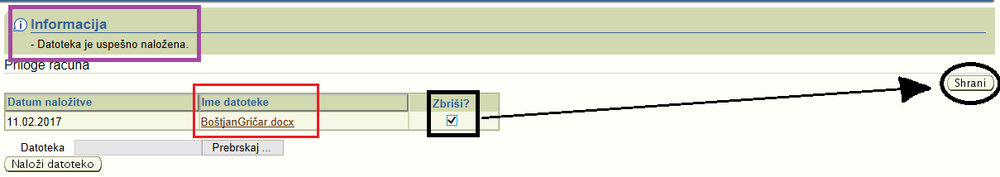 Informacija
- Datoteka je uspešno naložena.
Priloge računa
Shrani
Datum naložitve Ime datoteke Zbriši?
11.02.2017 BoštjanGričar.docx
Datoteka Prebrskaj ...
Naloži datoteko